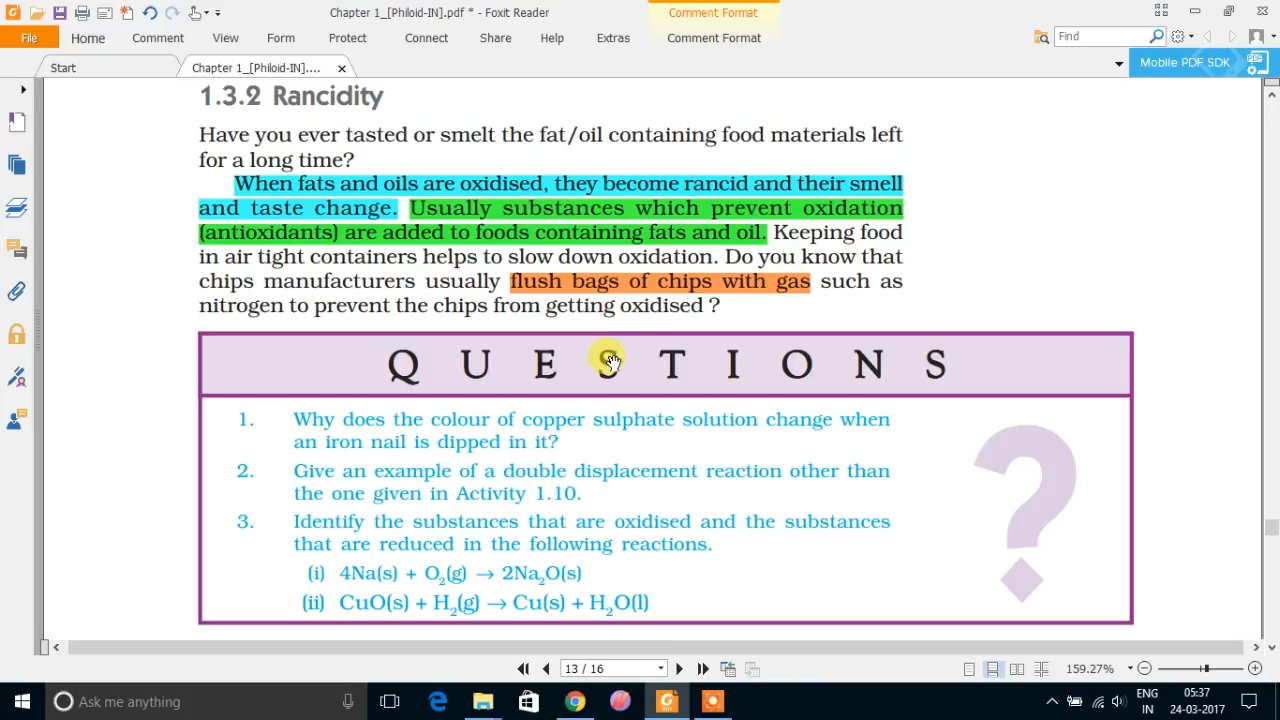 Chapter 1_[Philoid-IN].pdf * - Foxit Reader
Comment Format
File Home Comment View Form Protect Connect Share Help Extras Comment Format
Find
Start
Chapter 1_[Philoid-IN]....
Mobile PDF SDK
1.3.2 Rancidity
Have you ever tasted or smelt the fat/oil containing food materials left
for a long time?
When fats and oils are oxidised, they become rancid and their smell
and taste change. Usually substances which prevent oxidation
(antioxidants) are added to foods containing fats and oil. Keeping food
in air tight containers helps to slow down oxidation. Do you know that
chips manufacturers usually flush bags of chips with gas such as
nitrogen to prevent the chips from getting oxidised ?
Q U E S T I O N S
?
1. Why does the colour of copper sulphate solution change when
an iron nail is dipped in it?
2. Give an example of a double displacement reaction other than
the one given in Activity 1.10.
3. Identify the substances that are oxidised and the substances
that are reduced in the following reactions.
(i) 4Na(s) + O₂(g) → 2Na₂O(s)
(ii) CuO(s) + H₂(g) → Cu(s) + H₂O(l)
13 / 16
159.27%
Ask me anything
ENG
IN
05:37
24-03-2017